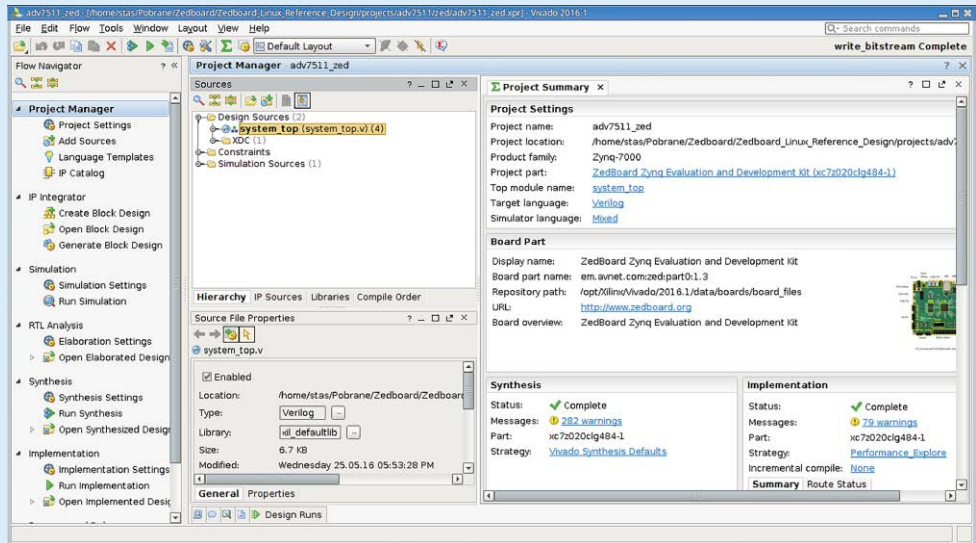 adv7511_zed - [/home/stas/Pobrane/Zedboard/Zedboard_Linux_Reference_Design/projects/adv7511/zed/adv7511_zed.xpr] - Vivado 2016.1
File Edit Flow Tools Window Layout View Help
Search commands
Default Layout
write_bitstream Complete
Flow Navigator
Project Manager
Project Settings
Add Sources
Language Templates
IP Catalog
IP Integrator
Create Block Design
Open Block Design
Generate Block Design
Simulation
Simulation Settings
Run Simulation
RTL Analysis
Elaboration Settings
Open Elaborated Design
Synthesis
Synthesis Settings
Run Synthesis
Open Synthesized Design
Implementation
Implementation Settings
Run Implementation
Open Implemented Desig
Project Manager - adv7511_zed
Sources
Design Sources (2)
system_top (system_top.v) (4)
XDC (1)
Constraints
Simulation Sources (1)
Hierarchy IP Sources Libraries Compile Order
Source File Properties
system_top.v
Enabled
Location: /home/stas/Pobrane/Zedboard/Zedboard
Type: Verilog
Library: xil_defaultlib
Size: 6.7 KB
Modified: Wednesday 25.05.16 05:53:28 PM
General Properties
Design Runs
Project Summary
Project Settings
Project name: adv7511_zed
Project location: /home/stas/Pobrane/Zedboard/Zedboard_Linux_Reference_Design/projects/adv7
Product family: Zynq-7000
Project part: ZedBoard Zynq Evaluation and Development Kit (xc7z020clg484-1)
Top module name: system_top
Target language: Verilog
Simulator language: Mixed
Board Part
Display name: ZedBoard Zynq Evaluation and Development Kit
Board part name: em.avnet.com:zed:part0:1.3
Repository path: /opt/Xilinx/Vivado/2016.1/data/boards/board_files
URL: http://www.zedboard.org
Board overview: ZedBoard Zynq Evaluation and Development Kit
Synthesis
Status: Complete
Messages: 282 warnings
Part: xc7z020clg484-1
Strategy: Vivado Synthesis Defaults
Implementation
Status: Complete
Messages: 79 warnings
Part: xc7z020clg484-1
Strategy: Performance_Explore
Incremental compile: None
Summary Route Status